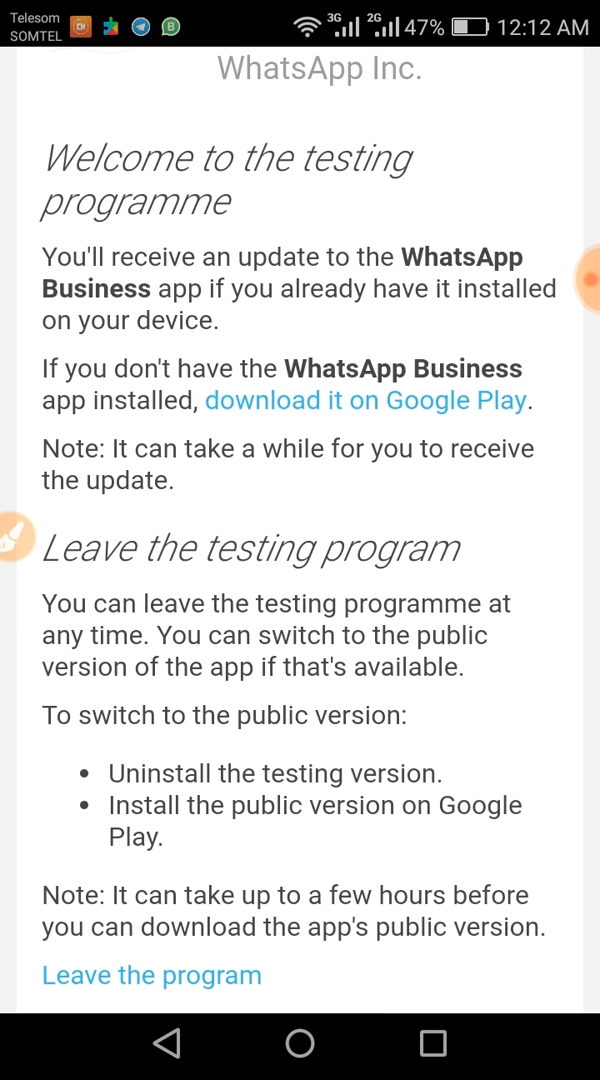 Telesom
SOMTEL
3G
2G
47%
12:12 AM
WhatsApp Inc.
Welcome to the testing
programme
You'll receive an update to the WhatsApp
Business app if you already have it installed
on your device.
If you don't have the WhatsApp Business
app installed, download it on Google Play.
Note: It can take a while for you to receive
the update.
Leave the testing program
You can leave the testing programme at
any time. You can switch to the public
version of the app if that's available.
To switch to the public version:
• Uninstall the testing version.
• Install the public version on Google
Play.
Note: It can take up to a few hours before
you can download the app's public version.
Leave the program